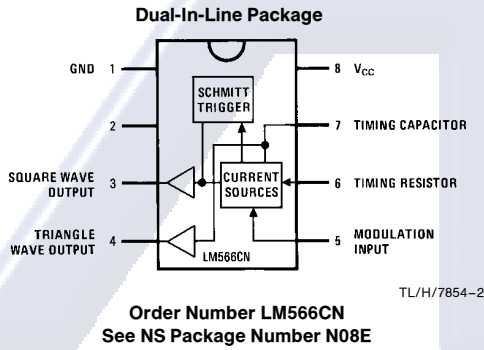 Dual-In-Line Package
GND 1
8 VCC
SCHMITT
TRIGGER
2
7 TIMING CAPACITOR
SQUARE WAVE
OUTPUT
3
CURRENT
SOURCES
6 TIMING RESISTOR
TRIANGLE
WAVE OUTPUT
4
LM566CN
5 MODULATION
INPUT
TL/H/7854–2
Order Number LM566CN
See NS Package Number N08E